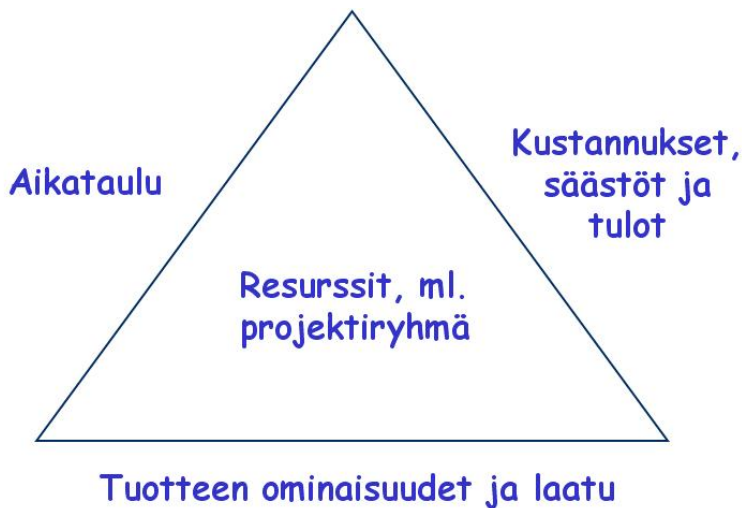 Aikataulu
Kustannukset,
säästöt ja
tulot
Resurssit, ml.
projektiryhmä
Tuotteen ominaisuudet ja laatu